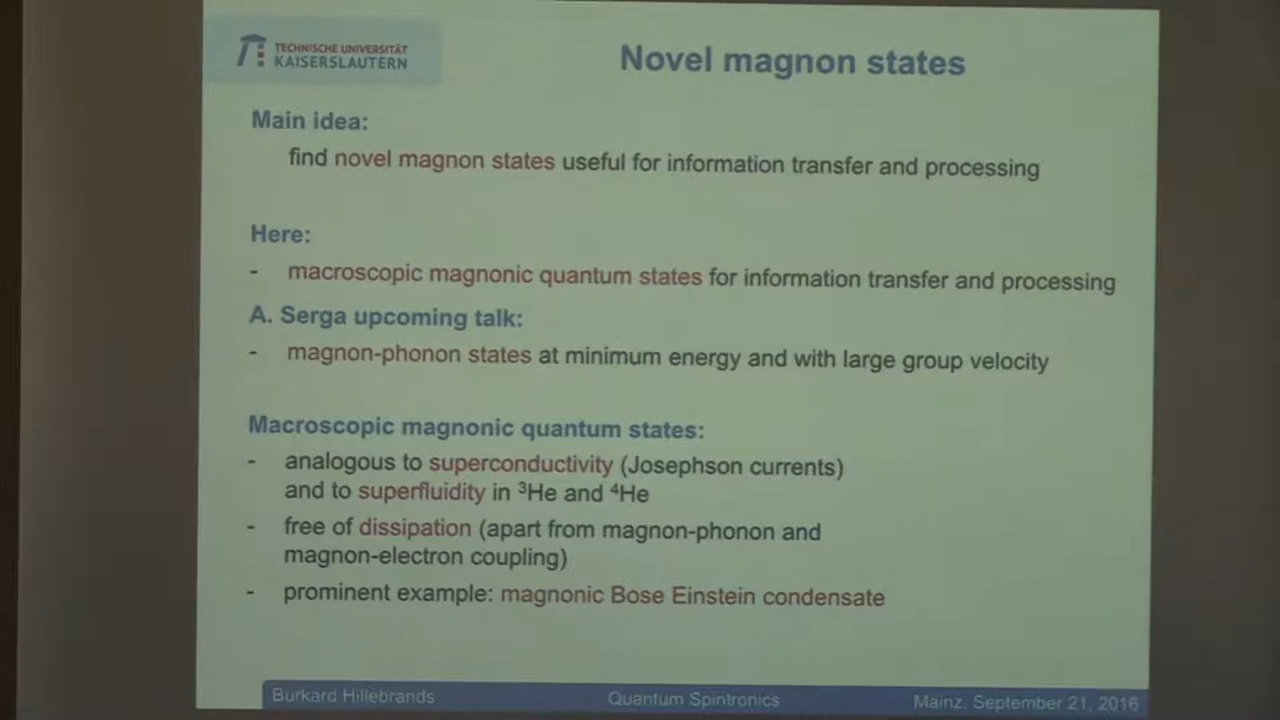 TECHNISCHE UNIVERSITÄT
KAISERSLAUTERN
Novel magnon states
Main idea:
find novel magnon states useful for information transfer and processing
Here:
- macroscopic magnonic quantum states for information transfer and processing
A. Serga upcoming talk:
- magnon-phonon states at minimum energy and with large group velocity
Macroscopic magnonic quantum states:
- analogous to superconductivity (Josephson currents)
and to superfluidity in ³He and ⁴He
- free of dissipation (apart from magnon-phonon and
magnon-electron coupling)
- prominent example: magnonic Bose Einstein condensate
Burkard Hillebrands
Quantum Spintronics
Mainz, September 21, 2016